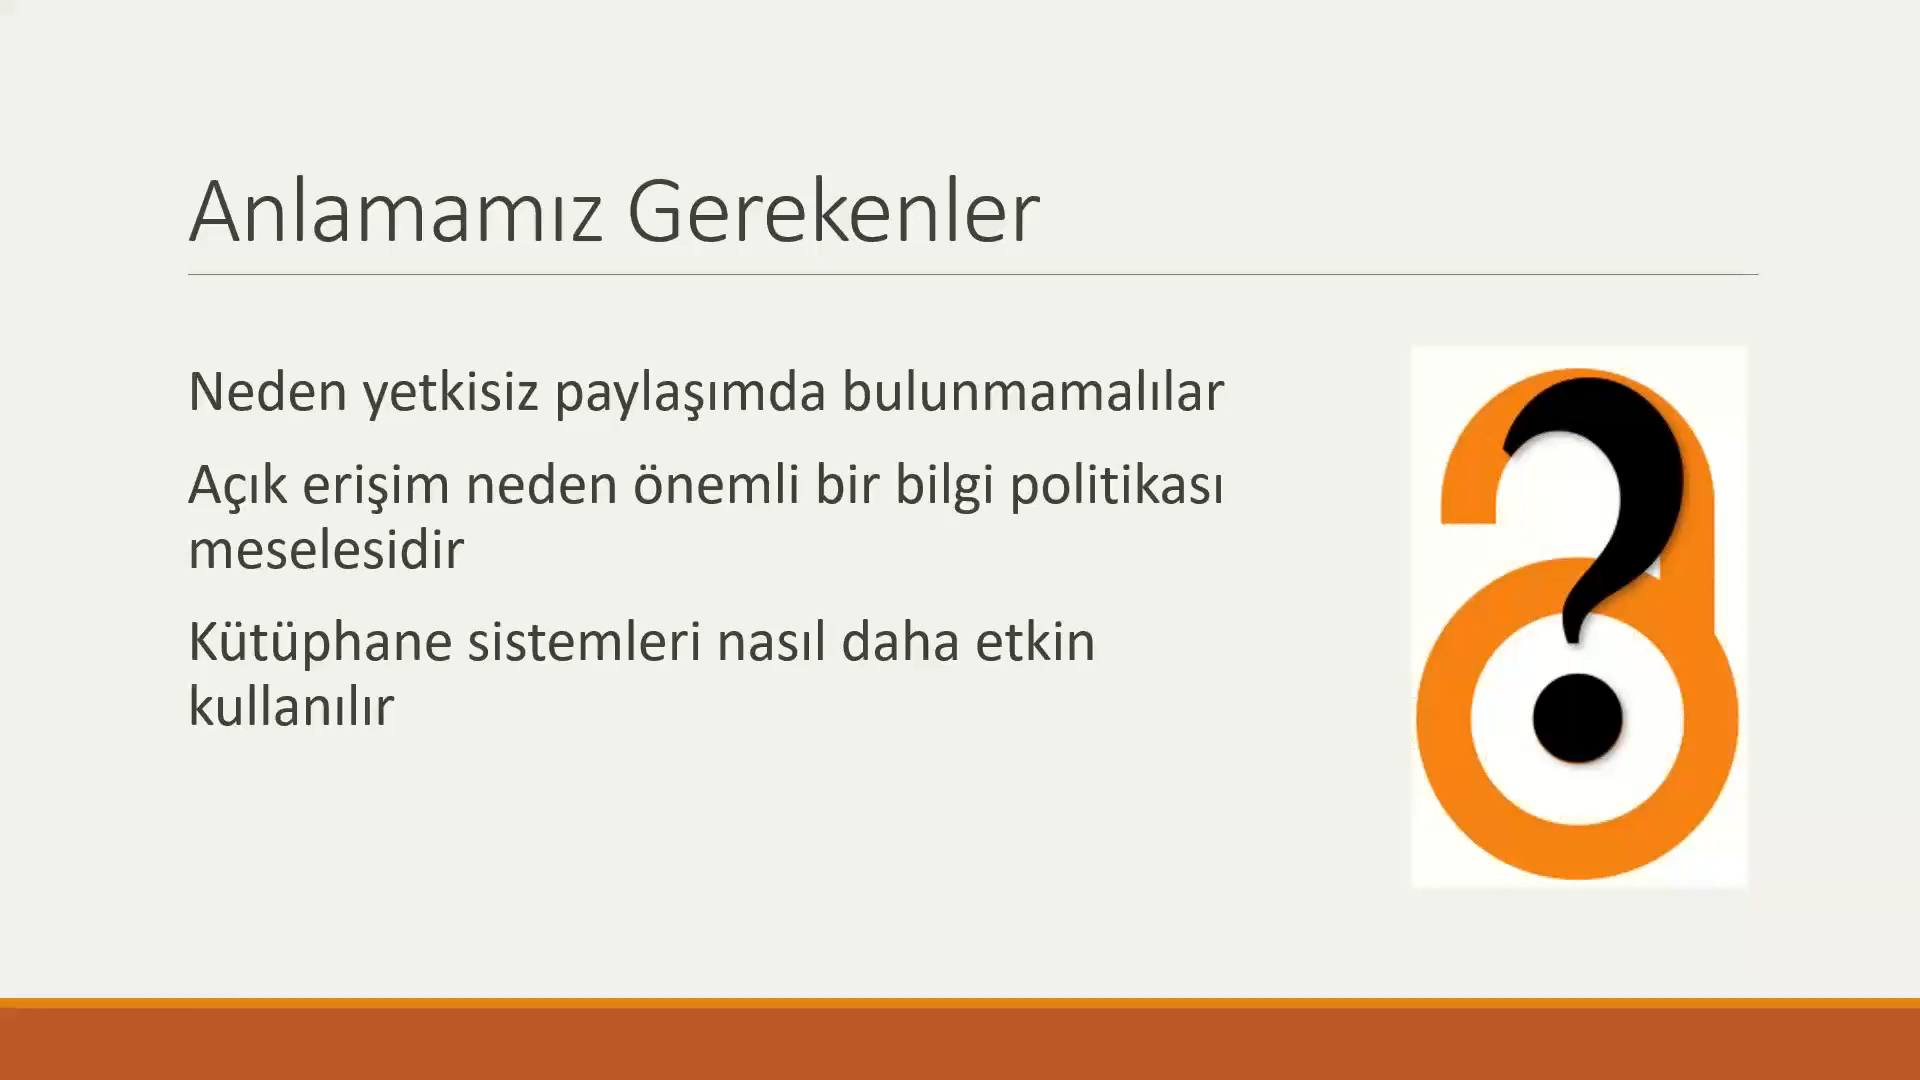 Anlamamız Gerekenler
Neden yetkisiz paylaşımda bulunmamalılar
Açık erişim neden önemli bir bilgi politikası
meselesidir
Kütüphane sistemleri nasıl daha etkin
kullanılır
?